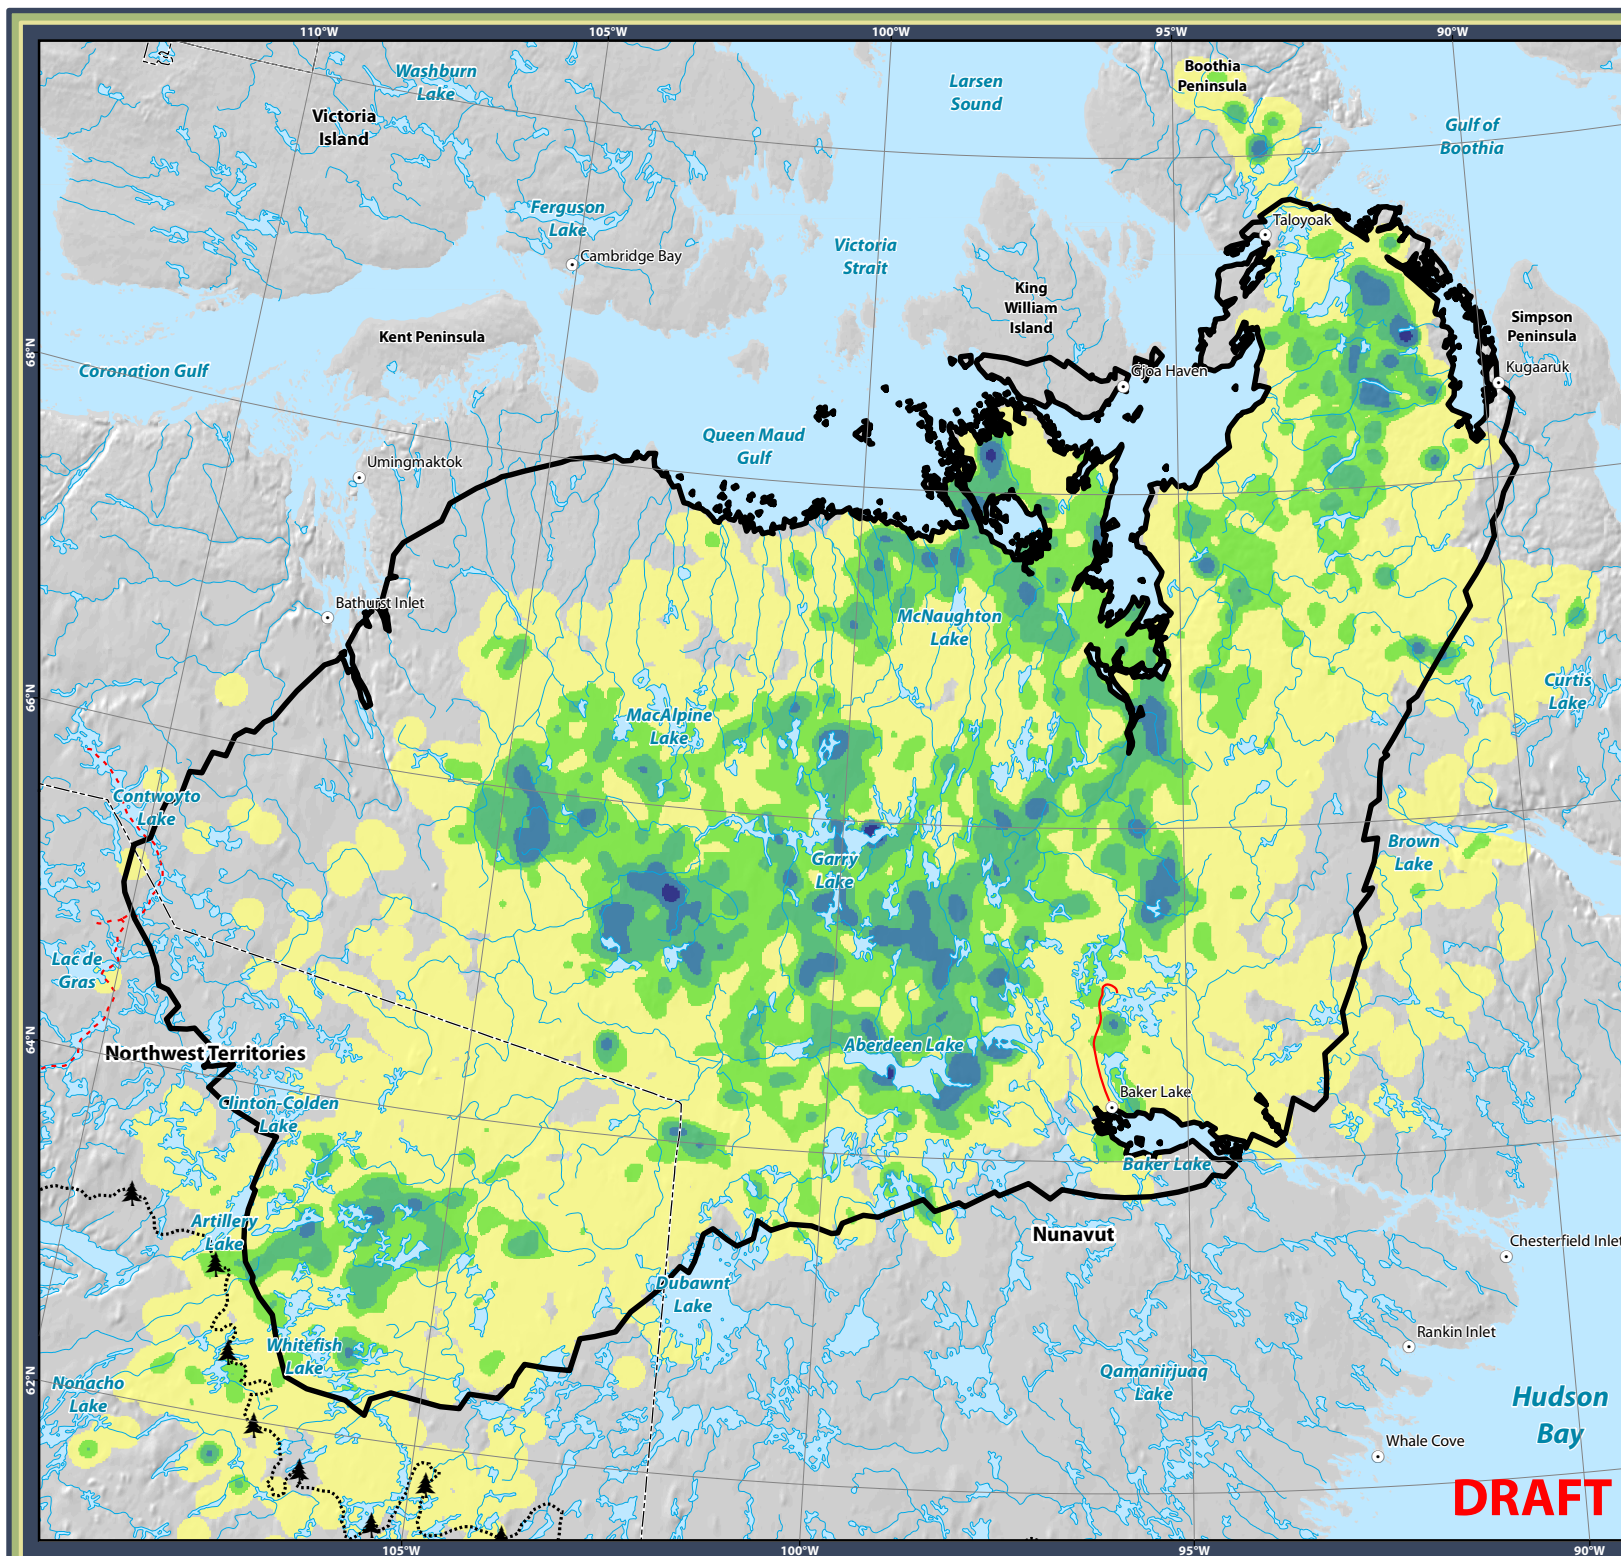 110°W
105°W
100°W
95°W
90°W
Boothia
Peninsula
Washburn
Lake
Larsen
Sound
Victoria
Island
Gulf of
Boothia
Ferguson
Lake
Taloyoak
Cambridge Bay
Victoria
Strait
King
William
Island
Simpson
Peninsula
Kent Peninsula
68°N
Coronation Gulf
Gjoa Haven
Kugaaruk
Queen Maud
Gulf
Umingmaktok
Bathurst Inlet
McNaughton
Lake
66°N
Curtis
Lake
MacAlpine
Lake
Contwoyto
Lake
Brown
Lake
Garry
Lake
Lac de
Gras
64°N
Northwest Territories
Aberdeen Lake
Baker Lake
Clinton-Colden
Lake
Baker Lake
Artillery
Lake
Nunavut
Chesterfield Inlet
Dubawnt
Lake
Rankin Inlet
Whitefish
Lake
62°N
Nonacho
Lake
Qamanirjuaq
Lake
Hudson
Bay
Whale Cove
DRAFT
105°W
100°W
95°W
90°W